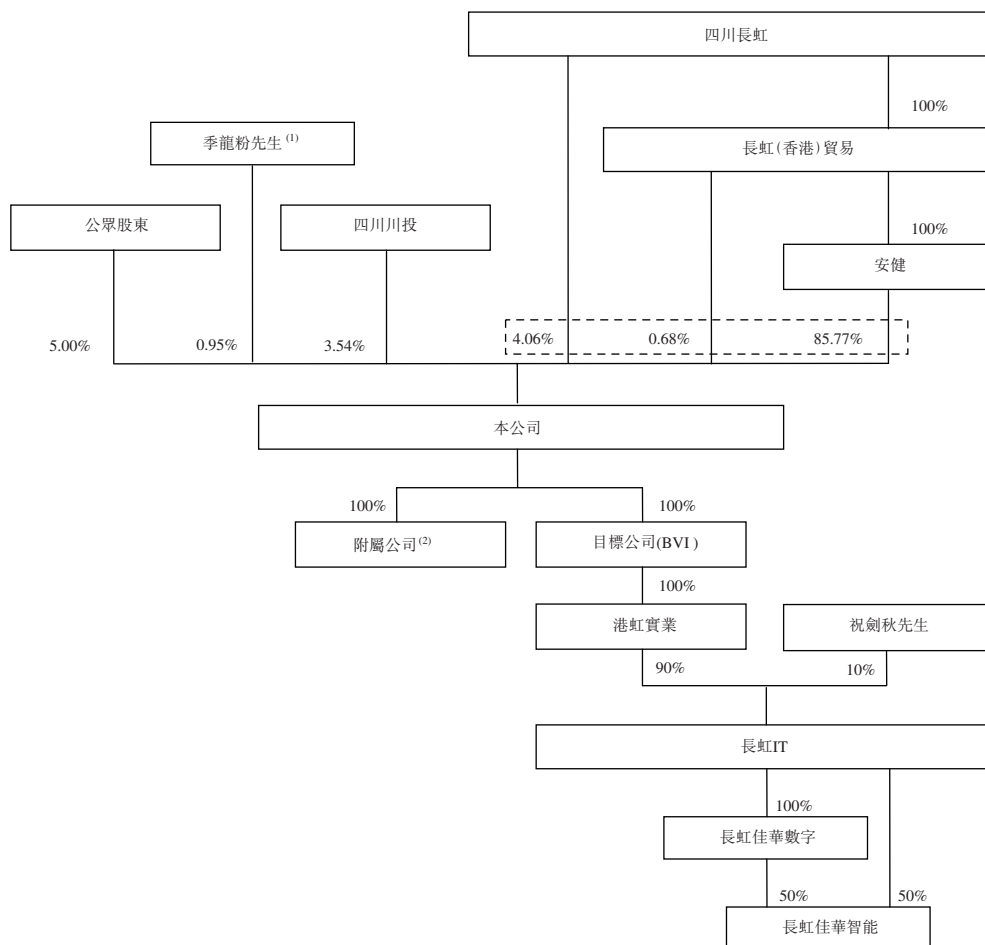 四川長虹
100%
季龍粉先生 (1)
長虹(香港)貿易
公眾股東
四川川投
100%
安健
5.00%
0.95%
3.54%
4.06%
0.68%
85.77%
本公司
100%
100%
附屬公司(2)
目標公司(BVI)
100%
港虹實業
祝劍秋先生
90%
10%
長虹IT
100%
長虹佳華數字
50%
50%
長虹佳華智能